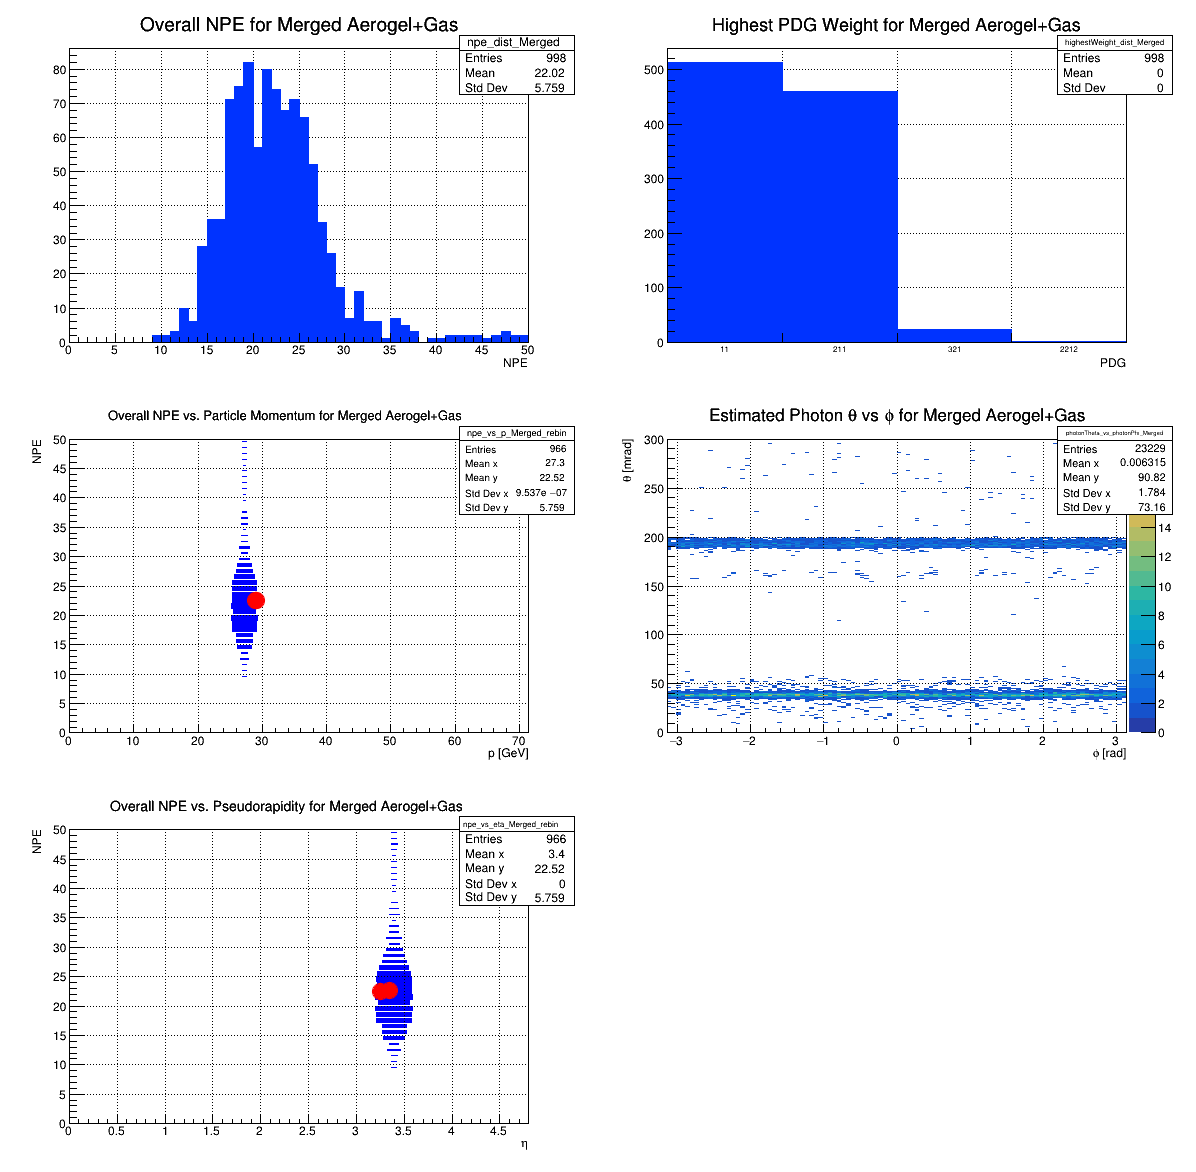 Overall NPE for Merged Aerogel+Gas
npe_dist_Merged
Entries 998
Mean 22.02
Std Dev 5.759
80
70
60
50
40
30
20
10
0
0 5 10 15 20 25 30 35 40 45 50
NPE
Highest PDG Weight for Merged Aerogel+Gas
highestWeight_dist_Merged
Entries 998
Mean 0
Std Dev 0
500
400
300
200
100
0
11 211 321 2212
PDG
Overall NPE vs. Particle Momentum for Merged Aerogel+Gas
npe_vs_p_Merged_rebin
Entries 966
Mean x 27.3
Mean y 22.52
Std Dev x 9.537e −07
Std Dev y 5.759
NPE
50
45
40
35
30
25
20
15
10
5
0
0 10 20 30 40 50 60 70
p [GeV]
Estimated Photon θ vs ϕ for Merged Aerogel+Gas
photonTheta_vs_photonPhi_Merged
Entries 23229
Mean x 0.006315
Mean y 90.82
Std Dev x 1.784
Std Dev y 73.16
θ [mrad]
300
250
200
150
100
50
0
−3 −2 −1 0 1 2 3
ϕ [rad]
14
12
10
8
6
4
2
0
Overall NPE vs. Pseudorapidity for Merged Aerogel+Gas
npe_vs_eta_Merged_rebin
Entries 966
Mean x 3.4
Mean y 22.52
Std Dev x 0
Std Dev y 5.759
NPE
50
45
40
35
30
25
20
15
10
5
0
0 0.5 1 1.5 2 2.5 3 3.5 4 4.5
η